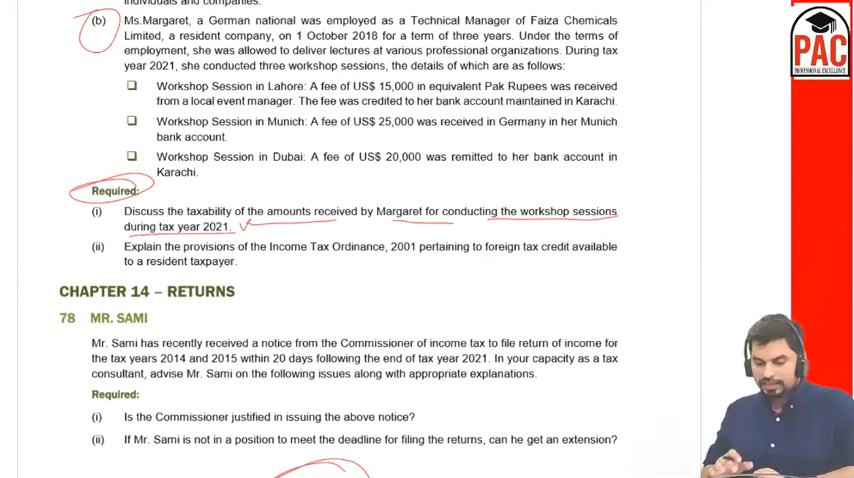 individuals and companies.
(b) Ms.Margaret, a German national was employed as a Technical Manager of Faiza Chemicals
Limited, a resident company, on 1 October 2018 for a term of three years. Under the terms of
employment, she was allowed to deliver lectures at various professional organizations. During tax
year 2021, she conducted three workshop sessions, the details of which are as follows:
Workshop Session in Lahore: A fee of US$ 15,000 in equivalent Pak Rupees was received
from a local event manager. The fee was credited to her bank account maintained in Karachi.
Workshop Session in Munich: A fee of US$ 25,000 was received in Germany in her Munich
bank account.
Workshop Session in Dubai: A fee of US$ 20,000 was remitted to her bank account in
Karachi.
Required:
(i) Discuss the taxability of the amounts received by Margaret for conducting the workshop sessions
during tax year 2021.
(ii) Explain the provisions of the Income Tax Ordinance, 2001 pertaining to foreign tax credit available
to a resident taxpayer.
CHAPTER 14 – RETURNS
78 MR. SAMI
Mr. Sami has recently received a notice from the Commissioner of income tax to file return of income for
the tax years 2014 and 2015 within 20 days following the end of tax year 2021. In your capacity as a tax
consultant, advise Mr. Sami on the following issues along with appropriate explanations.
Required:
(i) Is the Commissioner justified in issuing the above notice?
(ii) If Mr. Sami is not in a position to meet the deadline for filing the returns, can he get an extension?
PAC
PROFESSIONAL EXCELLENCY